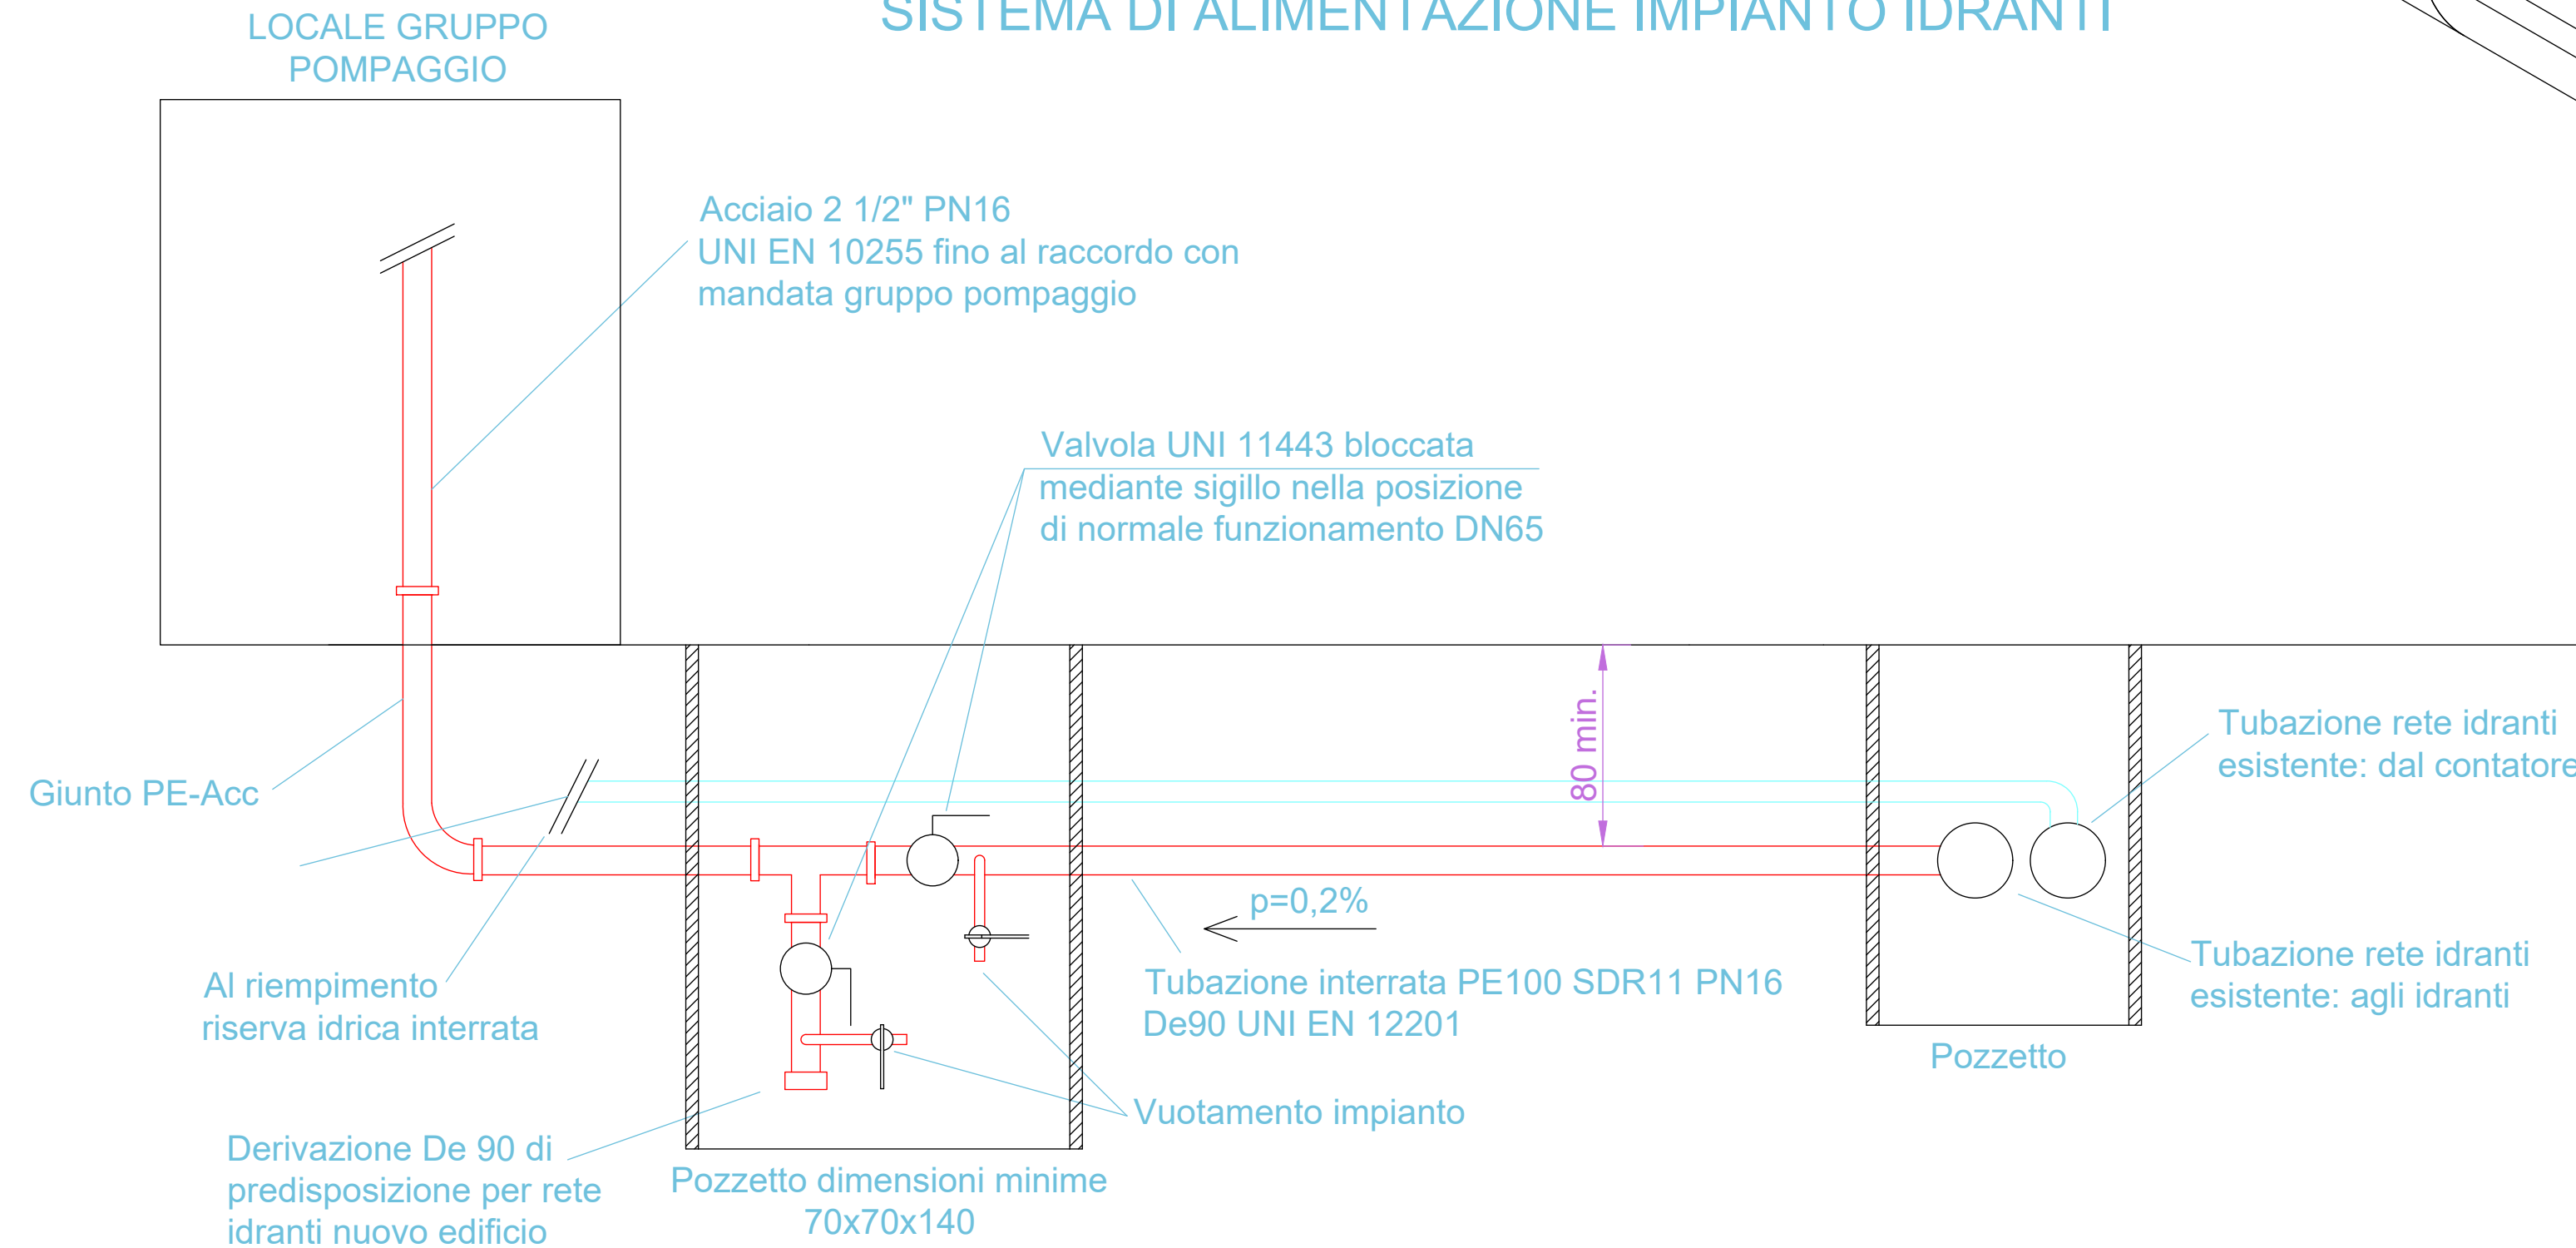 SISTEMA DI ALIMENTAZIONE IMPIANTO IDRANTI
LOCALE GRUPPO
POMPAGGIO
Acciaio 2 1/2" PN16
UNI EN 10255 fino al raccordo con
mandata gruppo pompaggio
Valvola UNI 11443 bloccata
mediante sigillo nella posizione
di normale funzionamento DN65
80 min.
Tubazione rete idranti
esistente: dal contatore
Giunto PE-Acc
p=0,2%
Al riempimento
riserva idrica interrata
Tubazione interrata PE100 SDR11 PN16
De90 UNI EN 12201
Tubazione rete idranti
esistente: agli idranti
Pozzetto
Vuotamento impianto
Derivazione De 90 di
predisposizione per rete
idranti nuovo edificio
Pozzetto dimensioni minime
70x70x140